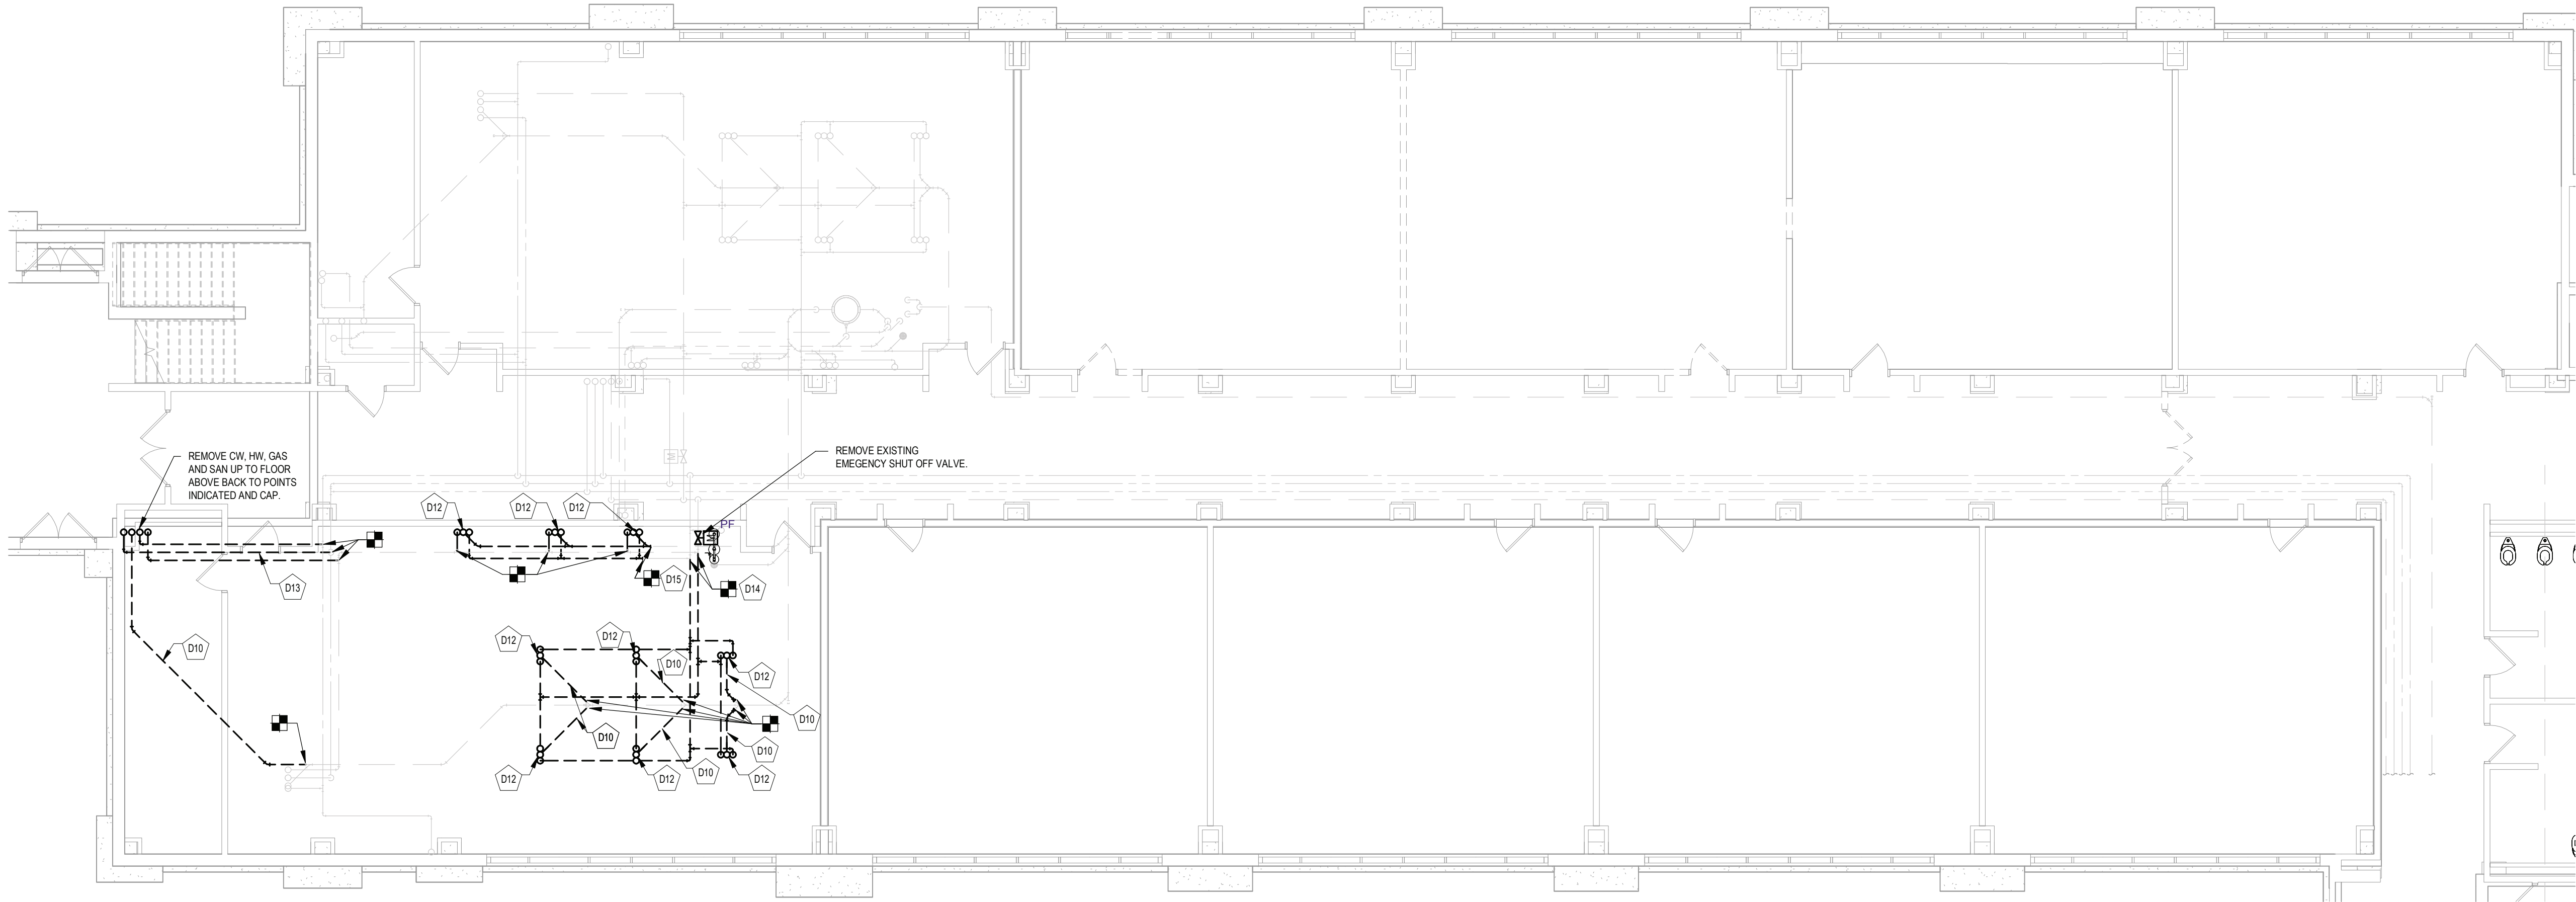 REMOVE CW, HW, GAS
AND SAN UP TO FLOOR
ABOVE BACK TO POINTS
INDICATED AND CAP.
REMOVE EXISTING
EMEGENCY SHUT OFF VALVE.
M
D12
D12
D12
PF
M
D13
D15
D14
D10
D12
D12
D10
D12
D10
D10
D10
D12
D12
D10
D12